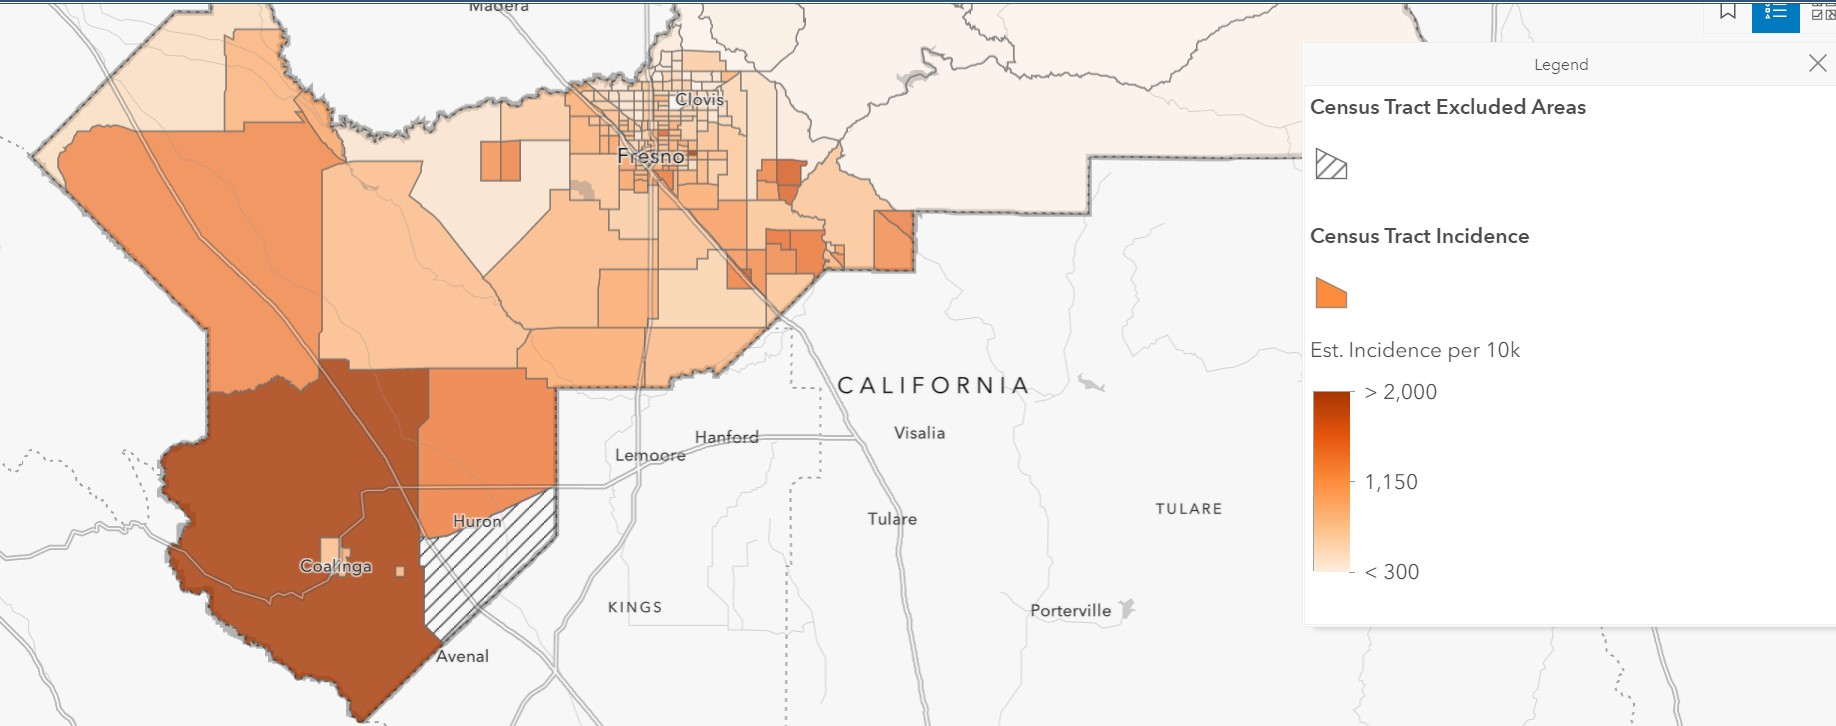 Madera
Legend
Clovis
Census Tract Excluded Areas
Fresno
Census Tract Incidence
Est. Incidence per 10k
CALIFORNIA
> 2,000
Visalia
Hanford
Lemoore
1,150
TULARE
Tulare
Huron
Coalinga
< 300
KINGS
Porterville
Avenal